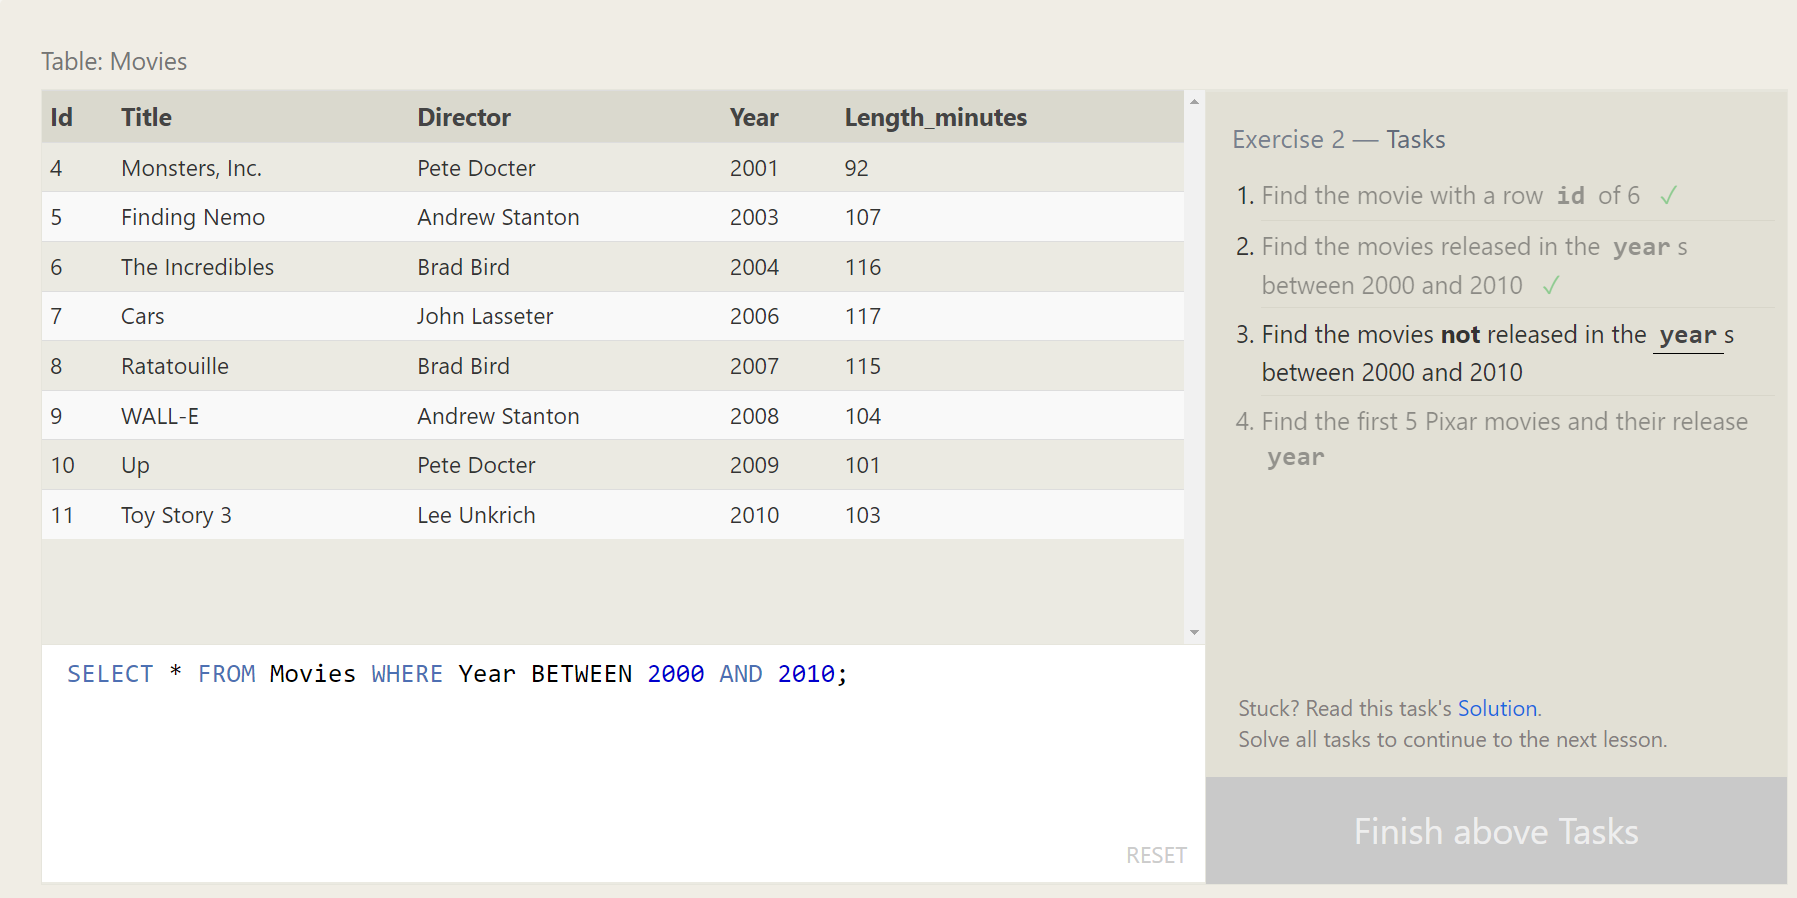 Table: Movies
Id Title Director Year Length_minutes
4 Monsters, Inc. Pete Docter 2001 92
5 Finding Nemo Andrew Stanton 2003 107
6 The Incredibles Brad Bird 2004 116
7 Cars John Lasseter 2006 117
8 Ratatouille Brad Bird 2007 115
9 WALL-E Andrew Stanton 2008 104
10 Up Pete Docter 2009 101
11 Toy Story 3 Lee Unkrich 2010 103
SELECT * FROM Movies WHERE Year BETWEEN 2000 AND 2010;
RESET
Exercise 2 — Tasks
1. Find the movie with a row id of 6 ✓
2. Find the movies released in the year s
between 2000 and 2010 ✓
3. Find the movies not released in the year s
between 2000 and 2010
4. Find the first 5 Pixar movies and their release
year
Stuck? Read this task's Solution.
Solve all tasks to continue to the next lesson.
Finish above Tasks